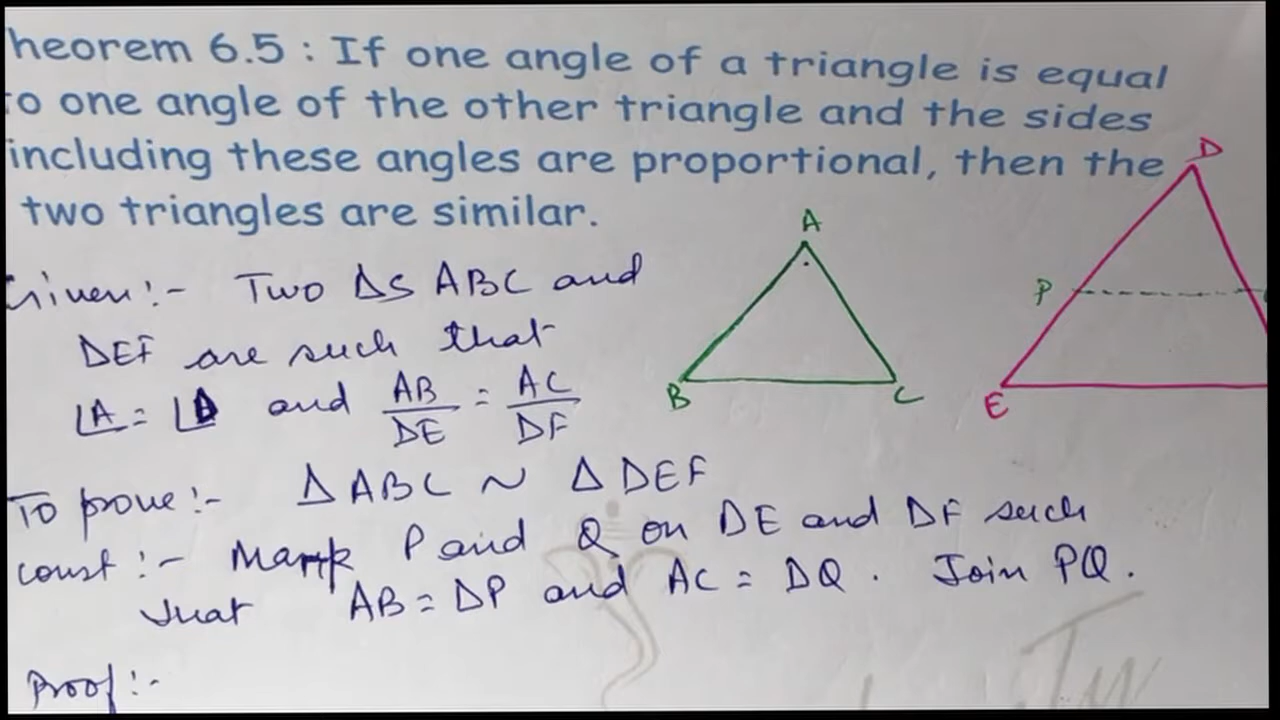 heorem 6.5 : If one angle of a triangle is equal
to one angle of the other triangle and the sides
including these angles are proportional, then the
two triangles are similar.
Given :- Two Δs ABC and
DEF are such that
∠A = ∠D and AB/DE = AC/DF
To prove :- Δ ABC ~ Δ DEF
const :- Mark P and Q on DE and DF such
that AB = DP and AC = DQ. Join PQ.
Proof :-
A
B
C
D
P
E